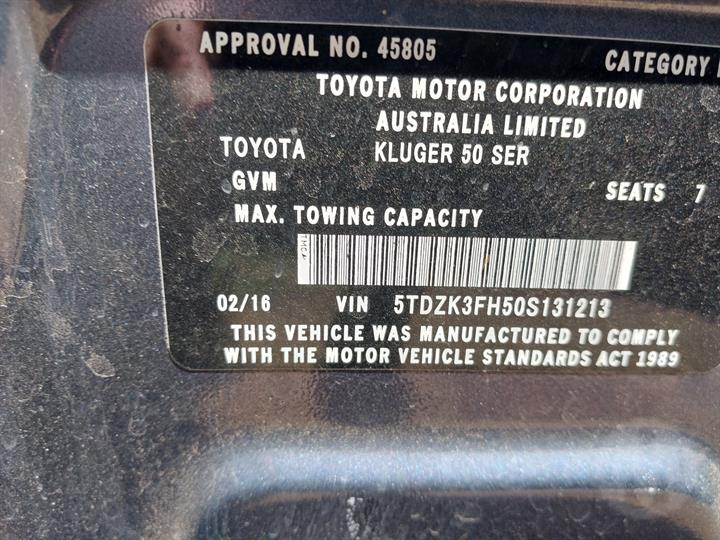 APPROVAL NO. 45805 CATEGORY
TOYOTA MOTOR CORPORATION
AUSTRALIA LIMITED
TOYOTA KLUGER 50 SER
GVM SEATS 7
MAX. TOWING CAPACITY
TMCA
02/16 VIN 5TDZK3FH50S131213
THIS VEHICLE WAS MANUFACTURED TO COMPLY
WITH THE MOTOR VEHICLE STANDARDS ACT 1989